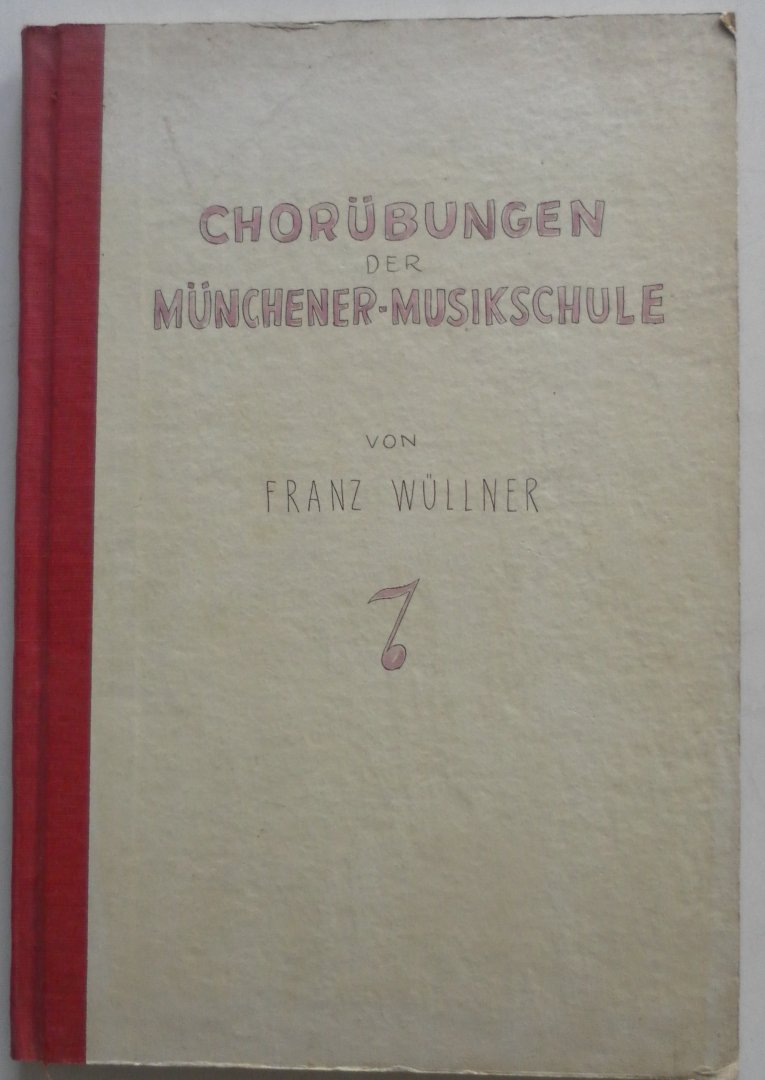 CHORÜBUNGEN
DER
MÜNCHENER-MUSIKSCHULE
VON
FRANZ WÜLLNER